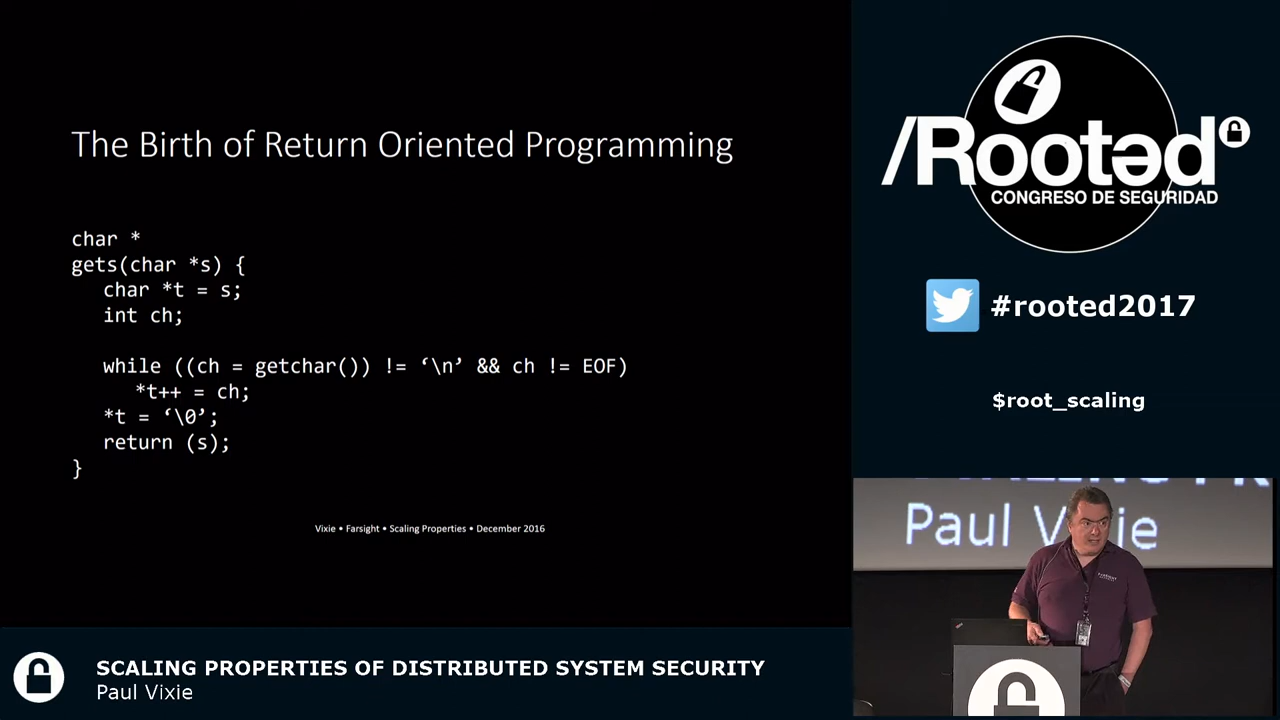 The Birth of Return Oriented Programming
char *
gets(char *s) {
char *t = s;
int ch;
while ((ch = getchar()) != ‘\n’ && ch != EOF)
*t++ = ch;
*t = ‘\0’;
return (s);
}
Vixie • Farsight • Scaling Properties • December 2016
/Rootəd
CONGRESO DE SEGURIDAD
#rooted2017
$root_scaling
Paul Vixie
SCALING PROPERTIES OF DISTRIBUTED SYSTEM SECURITY
Paul Vixie